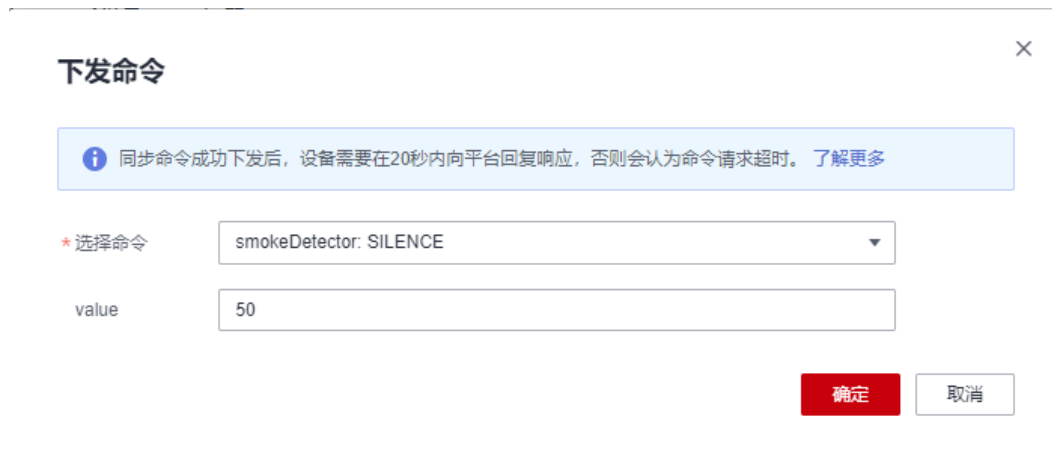 下发命令
同步命令成功下发后，设备需要在20秒内向平台回复响应，否则会认为命令请求超时。 了解更多
*选择命令 smokeDetector: SILENCE
value 50
确定 取消